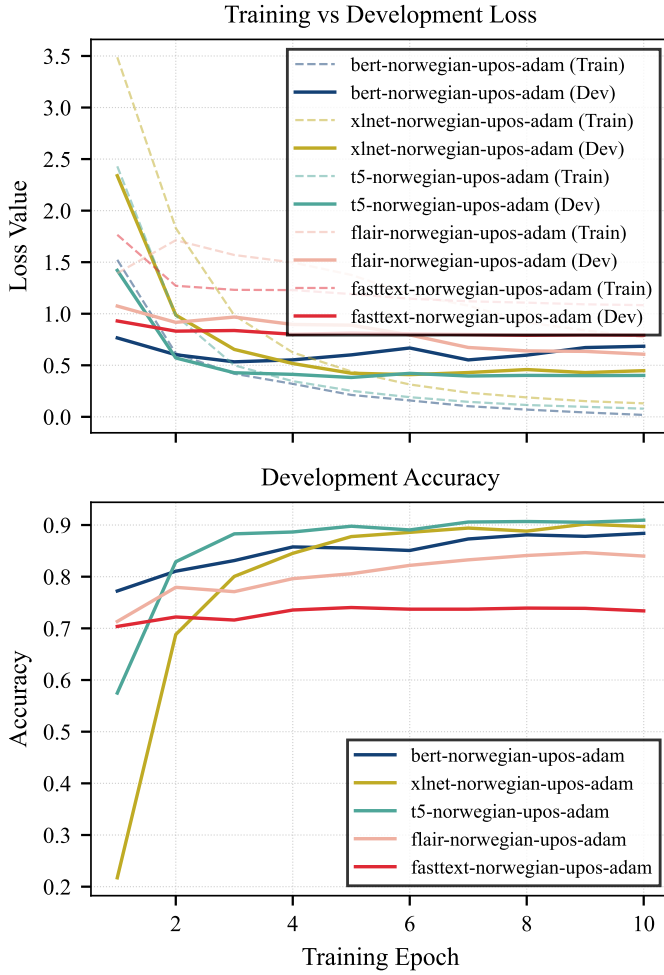 Training vs Development Loss
Loss Value
3.5
3.0
2.5
2.0
1.5
1.0
0.5
0.0
bert-norwegian-upos-adam (Train)
bert-norwegian-upos-adam (Dev)
xlnet-norwegian-upos-adam (Train)
xlnet-norwegian-upos-adam (Dev)
t5-norwegian-upos-adam (Train)
t5-norwegian-upos-adam (Dev)
flair-norwegian-upos-adam (Train)
flair-norwegian-upos-adam (Dev)
fasttext-norwegian-upos-adam (Train)
fasttext-norwegian-upos-adam (Dev)
Development Accuracy
Accuracy
0.9
0.8
0.7
0.6
0.5
0.4
0.3
0.2
bert-norwegian-upos-adam
xlnet-norwegian-upos-adam
t5-norwegian-upos-adam
flair-norwegian-upos-adam
fasttext-norwegian-upos-adam
2 4 6 8 10
Training Epoch